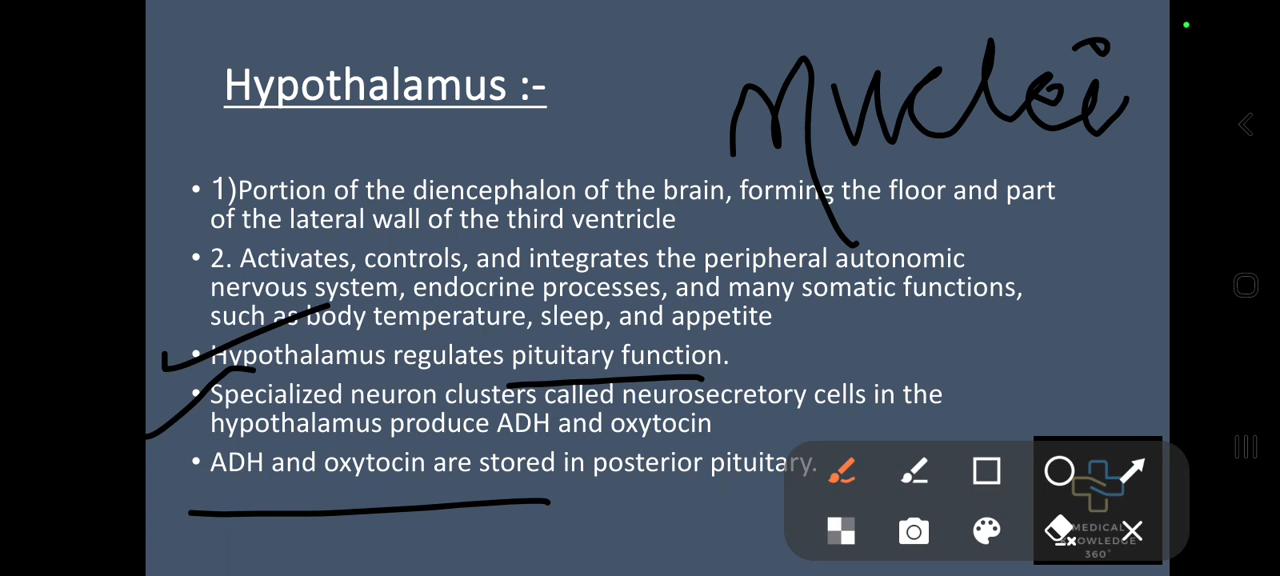 Hypothalamus :-
nuclei
• 1)Portion of the diencephalon of the brain, forming the floor and part
of the lateral wall of the third ventricle
• 2. Activates, controls, and integrates the peripheral autonomic
nervous system, endocrine processes, and many somatic functions,
such as body temperature, sleep, and appetite
• Hypothalamus regulates pituitary function.
• Specialized neuron clusters called neurosecretory cells in the
hypothalamus produce ADH and oxytocin
• ADH and oxytocin are stored in posterior pituitary.
MEDICAL
KNOWLEDGE
360°